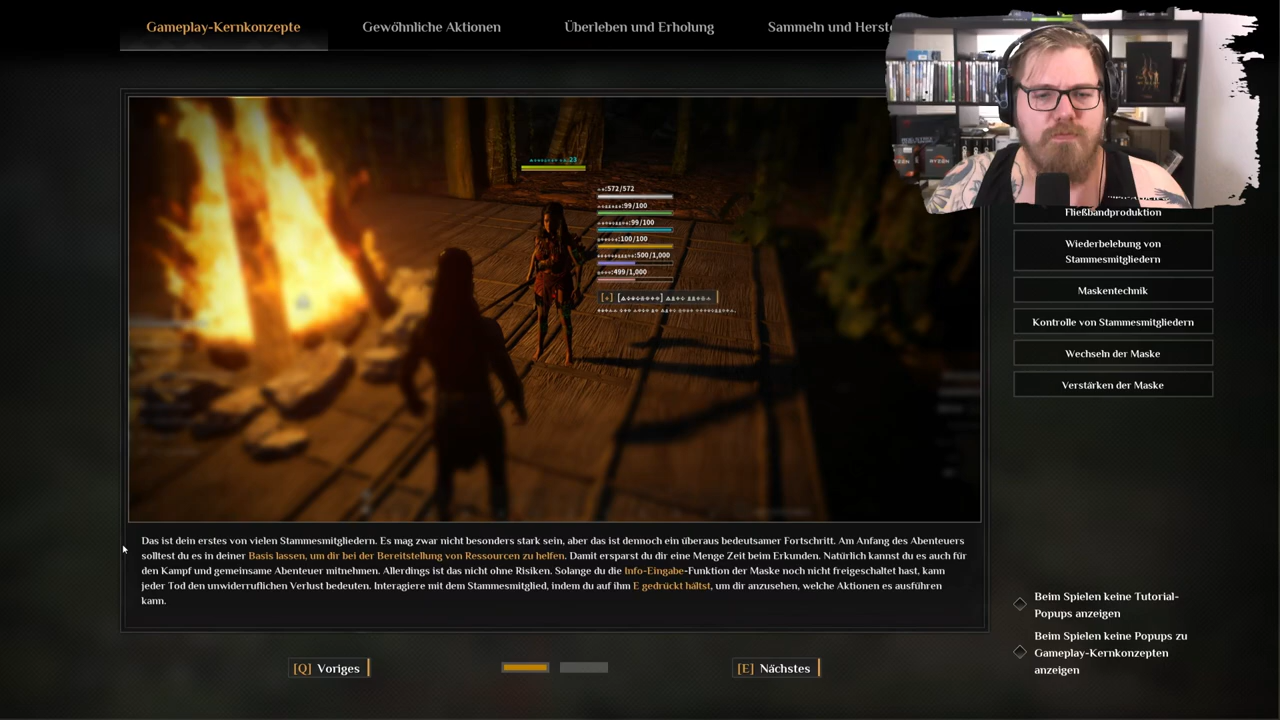 Gameplay-Kernkonzepte
Gewöhnliche Aktionen
Überleben und Erholung
Sammeln und
:23
:572/572
:99/100
:99/100
:100/100
:500/1,000
:499/1,000
RYZEN
RYZEN
Fließbandproduktion
Wiederbelebung von
Stammesmitgliedern
Maskentechnik
Kontrolle von Stammesmitgliedern
Wechseln der Maske
Verstärken der Maske
Das ist dein erstes von vielen Stammesmitgliedern. Es mag zwar nicht besonders stark sein, aber das ist dennoch ein überaus bedeutsamer Fortschritt. Am Anfang des Abenteuers
solltest du es in deiner Basis lassen, um dir bei der Bereitstellung von Ressourcen zu helfen. Damit ersparst du dir eine Menge Zeit beim Erkunden. Natürlich kannst du es auch für
den Kampf und gemeinsame Abenteuer mitnehmen. Allerdings ist das nicht ohne Risiken. Solange du die Info-Eingabe-Funktion der Maske noch nicht freigeschaltet hast, kann
jeder Tod den unwiderruflichen Verlust bedeuten. Interagiere mit dem Stammesmitglied, indem du auf ihm E gedrückt hältst, um dir anzusehen, welche Aktionen es ausführen
kann.
Beim Spielen keine Tutorial-
Popups anzeigen
Beim Spielen keine Popups zu
Gameplay-Kernkonzepten
anzeigen
[Q] Voriges
[E] Nächstes